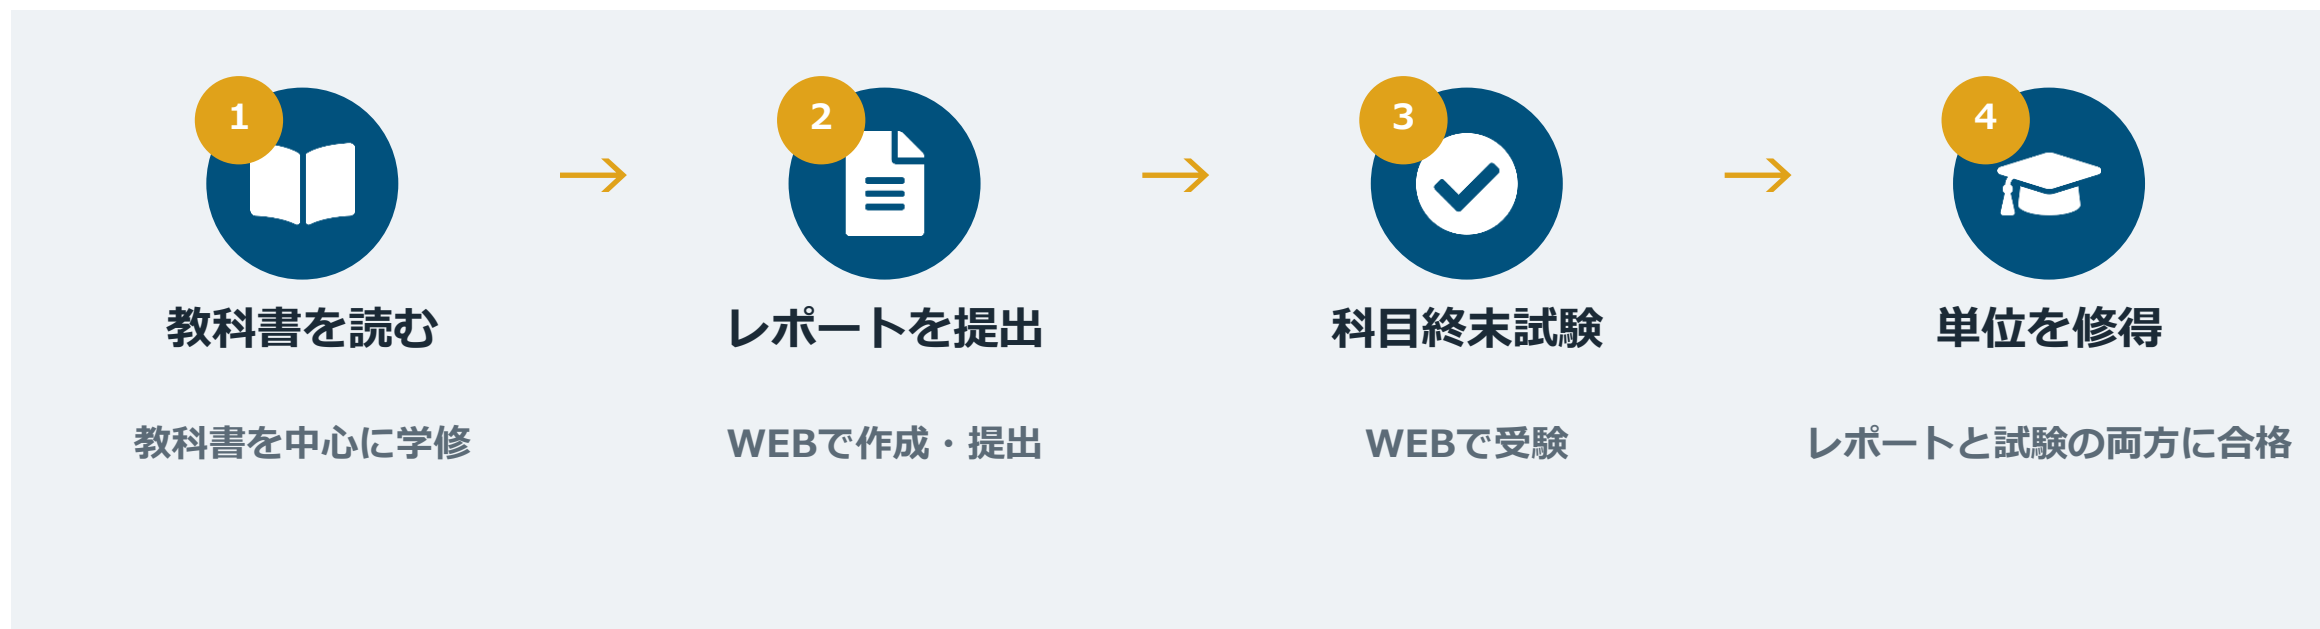 1
教科書を読む
教科書を中心に学修
→
2
レポートを提出
WEBで作成・提出
→
3
科目終末試験
WEBで受験
→
4
単位を修得
レポートと試験の両方に合格